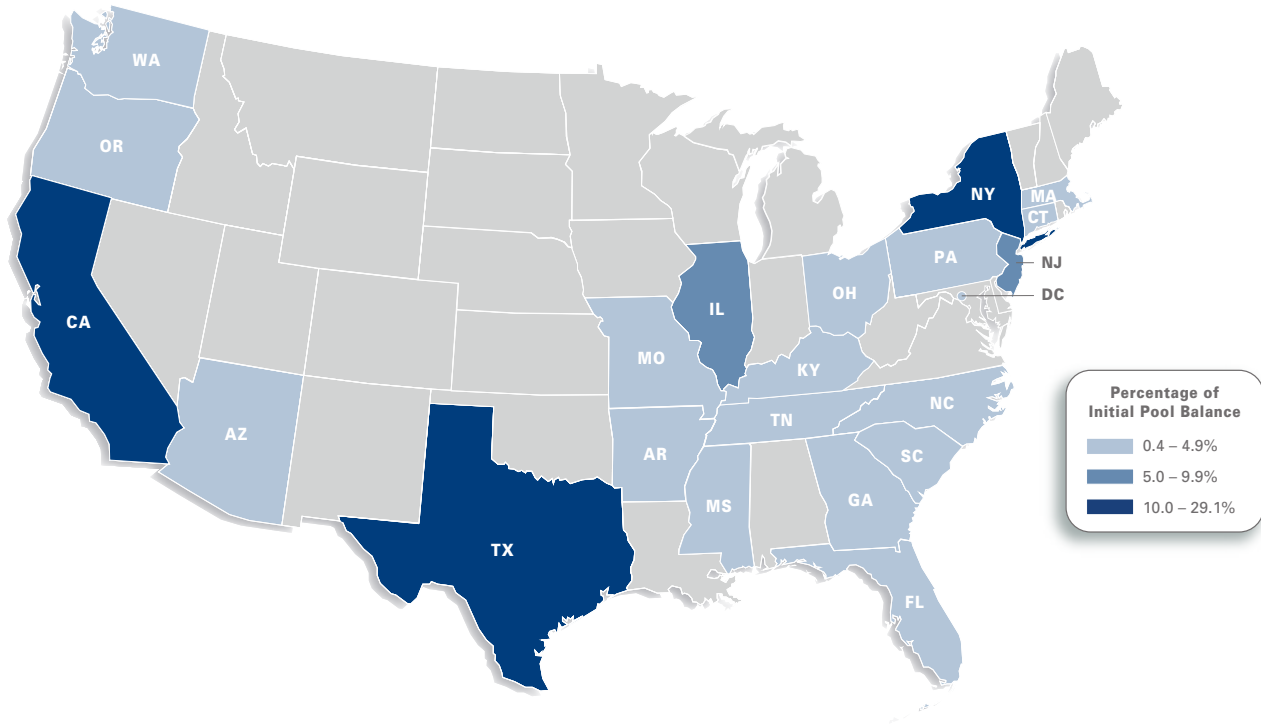 WA
OR
CA
AZ
TX
MO
AR
MS
IL
TN
KY
OH
GA
FL
SC
NC
PA
NY
MA
CT
NJ
DC
Percentage of
Initial Pool Balance
0.4 – 4.9%
5.0 – 9.9%
10.0 – 29.1%